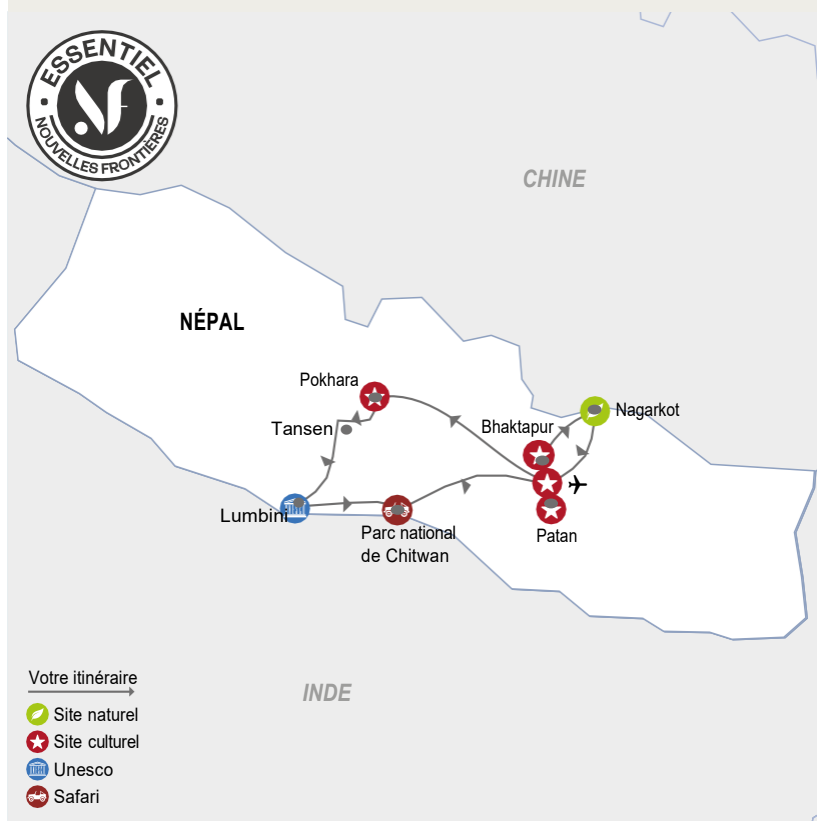 ESSENTIEL
NF
NOUVELLES FRONTIÈRES
CHINE
NÉPAL
Pokhara
Nagarkot
Tansen
Bhaktapur
Lumbini
Parc national
de Chitwan
Patan
Votre itinéraire
INDE
Site naturel
Site culturel
Unesco
Safari